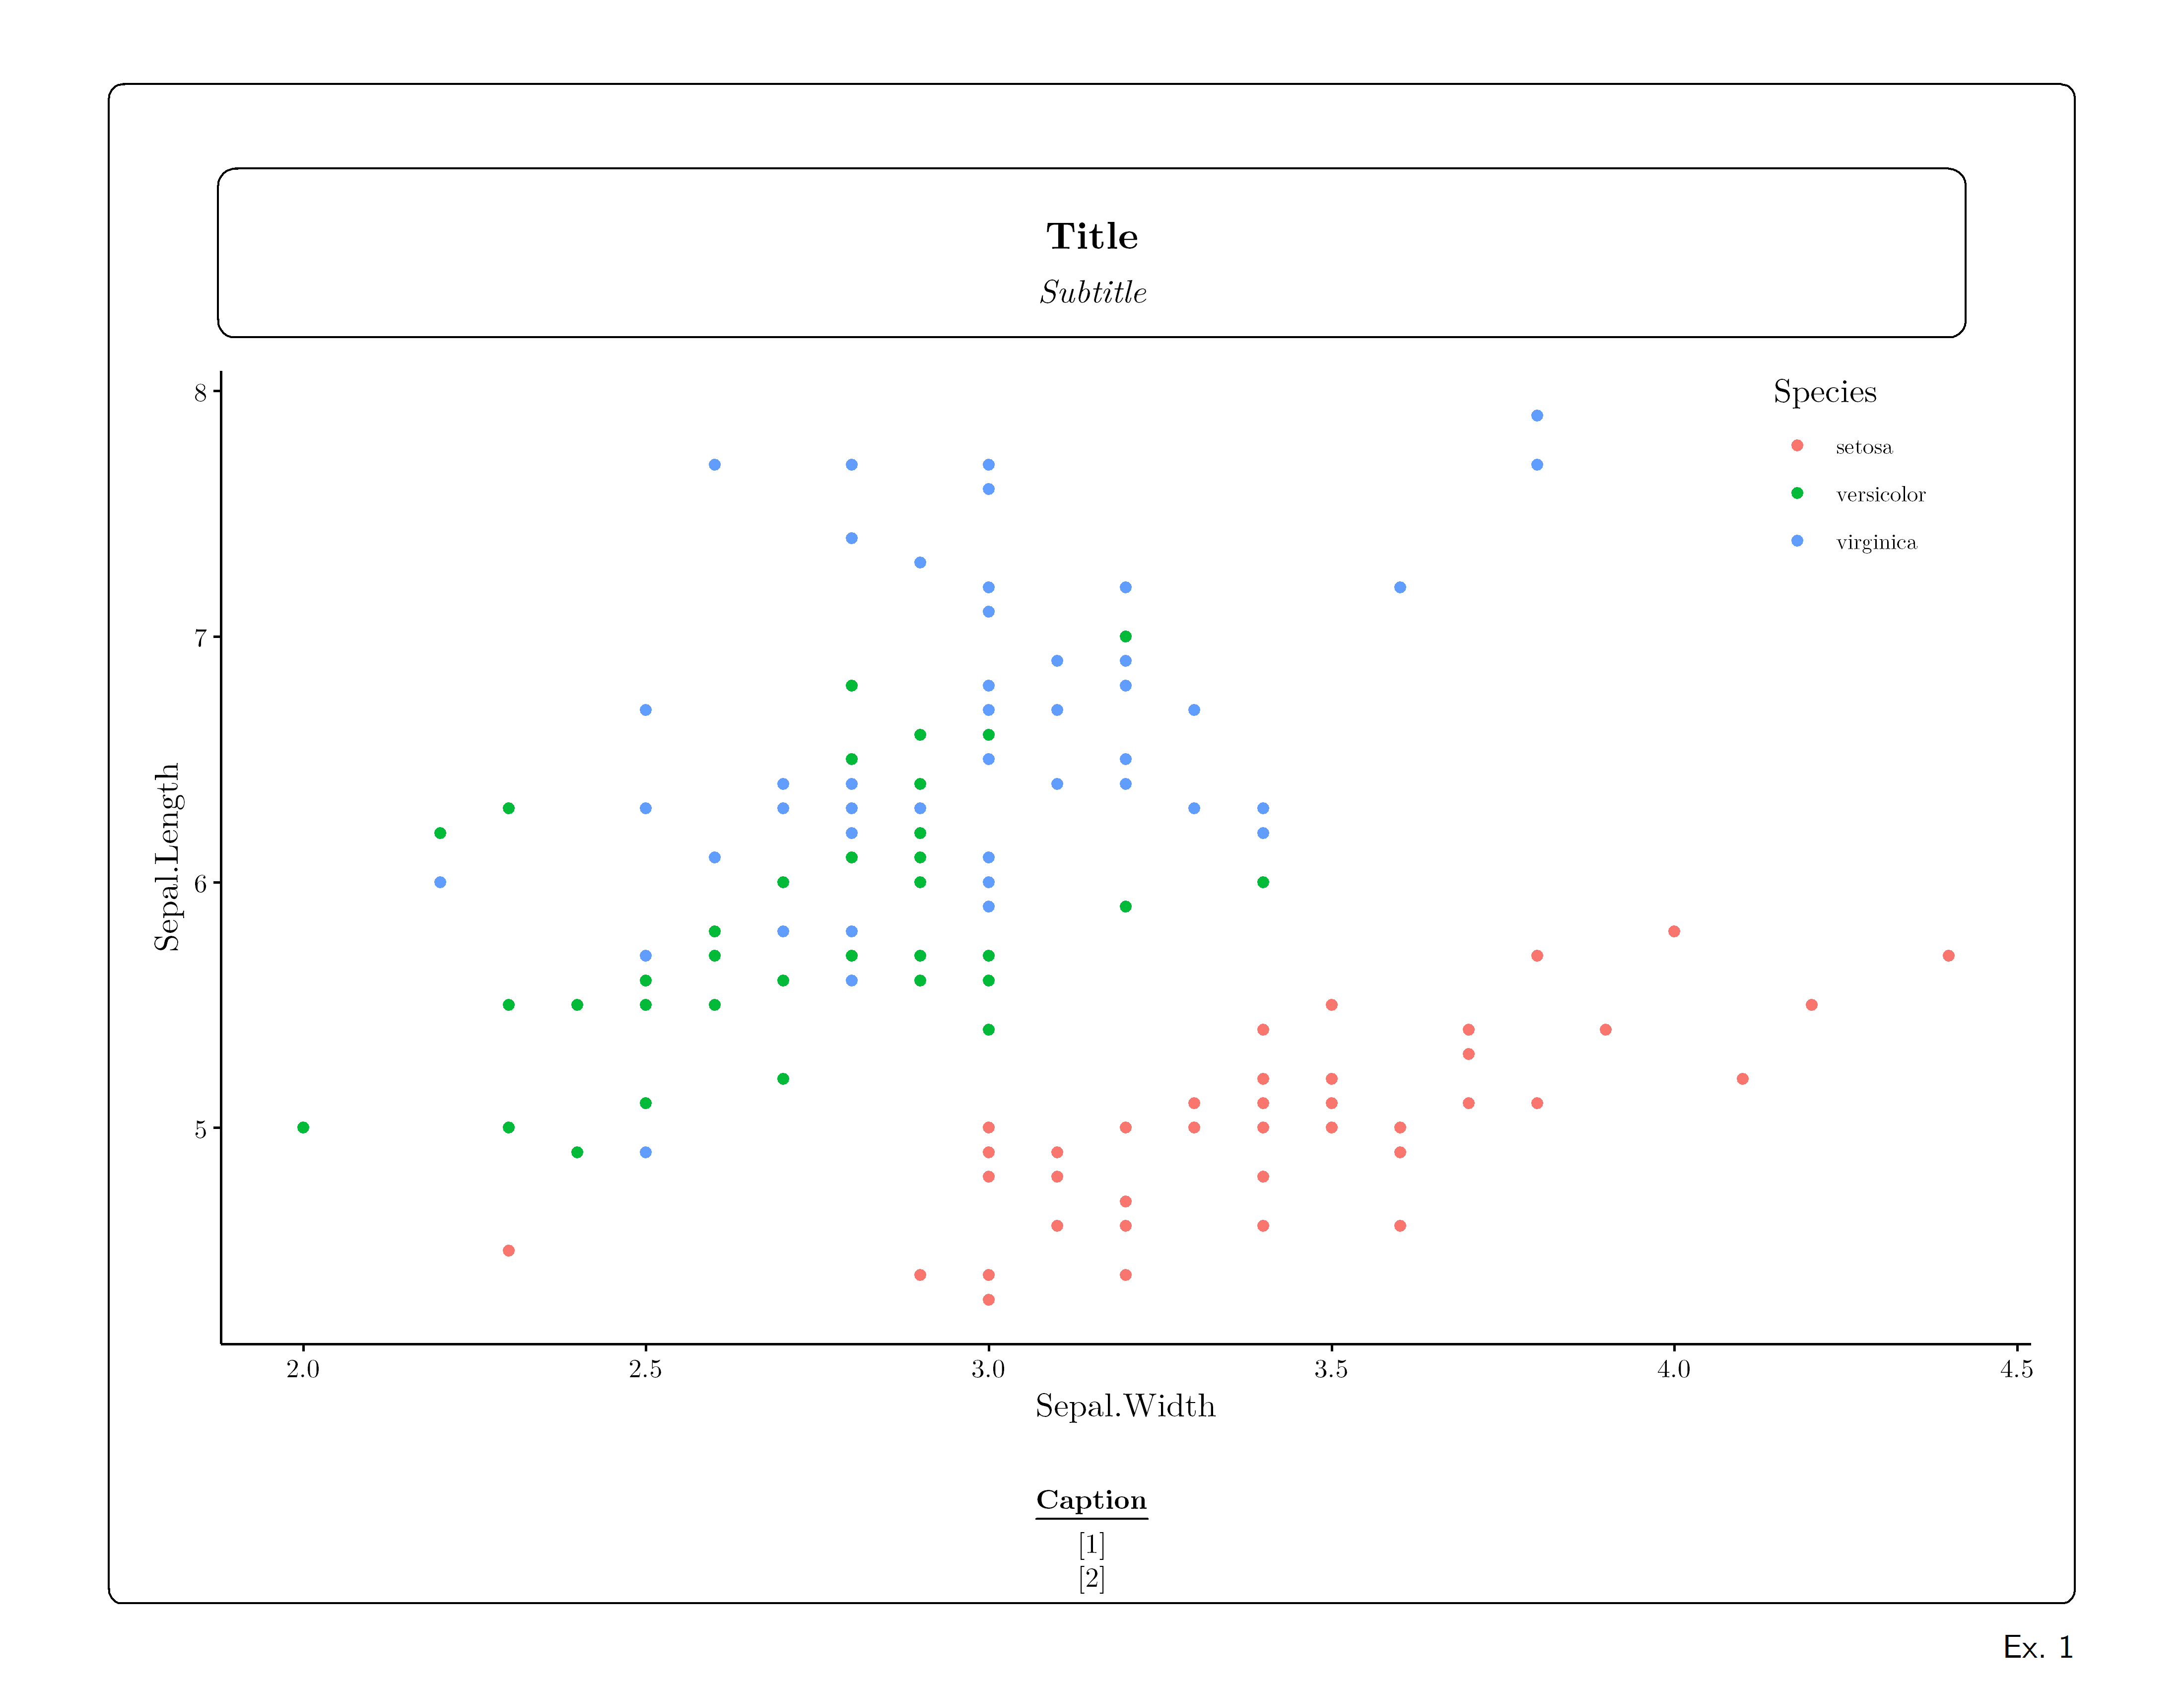 Title
Subtitle
Species
setosa
versicolor
virginica
Sepal.Length
8
7
6
5
2.0 2.5 3.0 3.5 4.0 4.5
Sepal.Width
Caption
[1]
[2]
Ex. 1